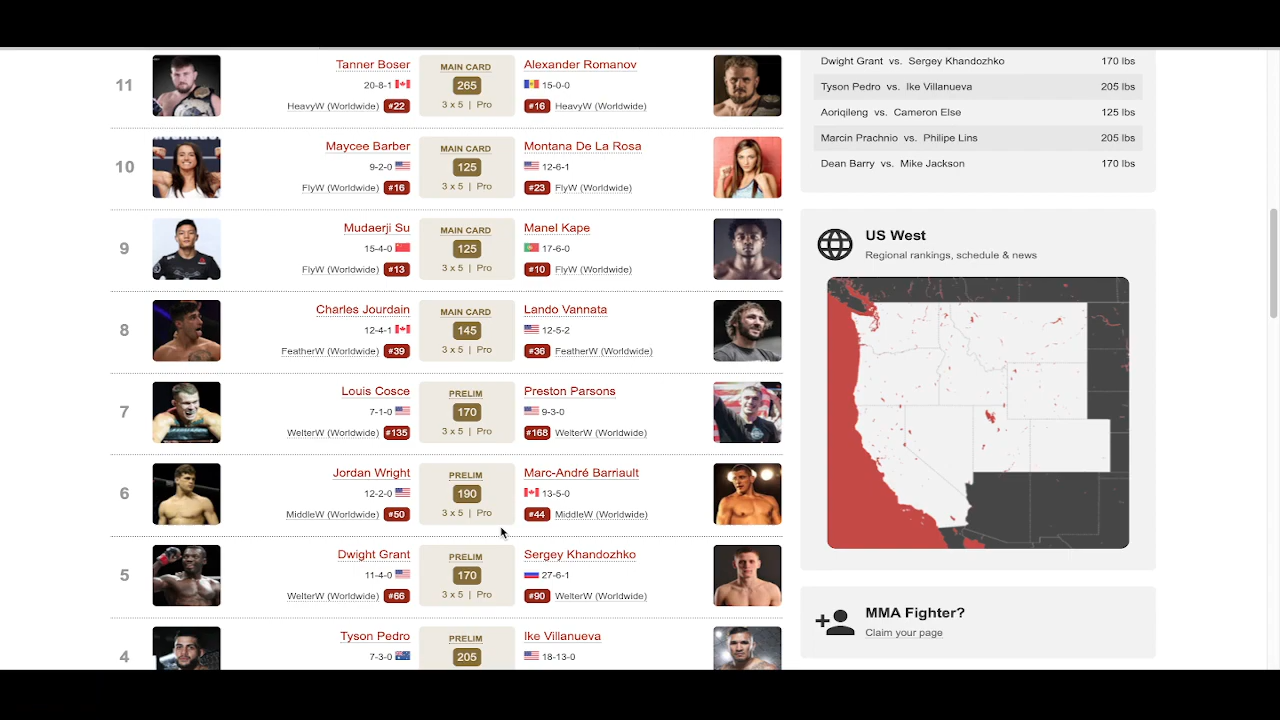 11
Tanner Boser
20-8-1
HeavyW (Worldwide) #22
MAIN CARD
265
3 x 5 | Pro
Alexander Romanov
15-0-0
#16 HeavyW (Worldwide)
10
Maycee Barber
9-2-0
FlyW (Worldwide) #16
MAIN CARD
125
3 x 5 | Pro
Montana De La Rosa
12-6-1
#23 FlyW (Worldwide)
9
Mudaerji Su
15-4-0
FlyW (Worldwide) #13
MAIN CARD
125
3 x 5 | Pro
Manel Kape
17-6-0
#10 FlyW (Worldwide)
8
Charles Jourdain
12-4-1
FeatherW (Worldwide) #39
MAIN CARD
145
3 x 5 | Pro
Lando Vannata
12-5-2
#36 FeatherW (Worldwide)
7
Louis Cosce
7-1-0
WelterW (Worldwide) #135
PRELIM
170
3 x 5 | Pro
Preston Parsons
9-3-0
#168 WelterW (Worldwide)
6
Jordan Wright
12-2-0
MiddleW (Worldwide) #50
PRELIM
190
3 x 5 | Pro
Marc-André Barriault
13-5-0
#44 MiddleW (Worldwide)
5
Dwight Grant
11-4-0
WelterW (Worldwide) #66
PRELIM
170
3 x 5 | Pro
Sergey Khandozhko
27-6-1
#90 WelterW (Worldwide)
4
Tyson Pedro
7-3-0
PRELIM
205
Ike Villanueva
18-13-0
Dwight Grant vs. Sergey Khandozhko 170 lbs
Tyson Pedro vs. Ike Villanueva 205 lbs
Aoriqileng vs. Cameron Else 125 lbs
Marcin Prachnio vs. Philipe Lins 205 lbs
Dean Barry vs. Mike Jackson 170 lbs
US West
Regional rankings, schedule & news
MMA Fighter?
Claim your page